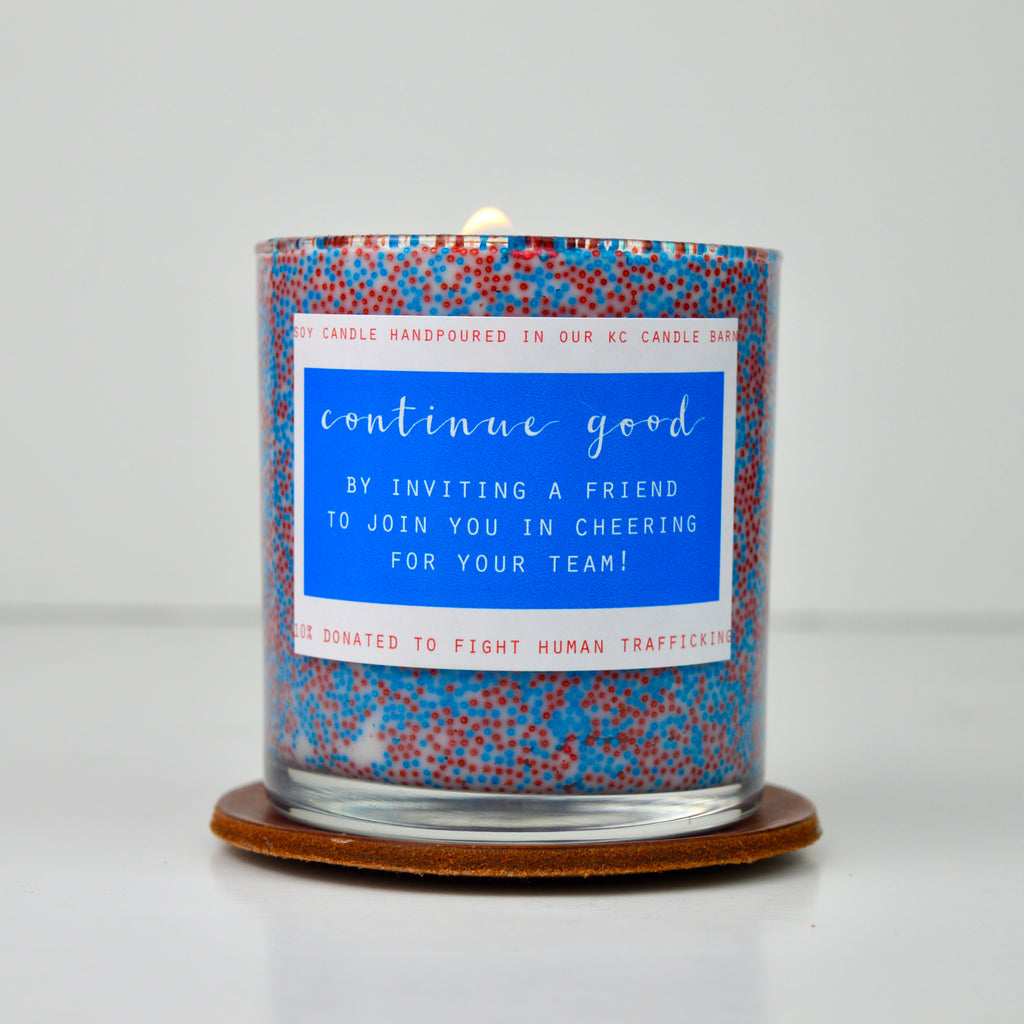 SOY CANDLE HANDPOURED IN OUR KC CANDLE BARN
continue good
BY INVITING A FRIEND
TO JOIN YOU IN CHEERING
FOR YOUR TEAM!
10% DONATED TO FIGHT HUMAN TRAFFICKING